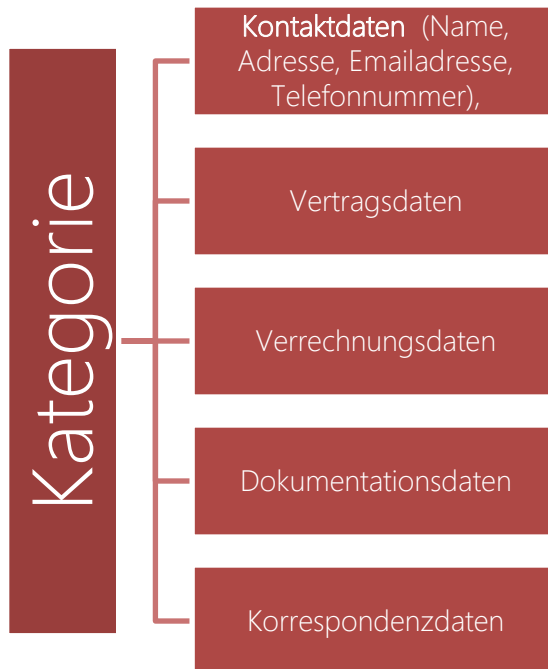 Kategorie
Kontaktdaten (Name,
Adresse, Emailadresse,
Telefonnummer),
Vertragsdaten
Verrechnungsdaten
Dokumentationsdaten
Korrespondenzdaten